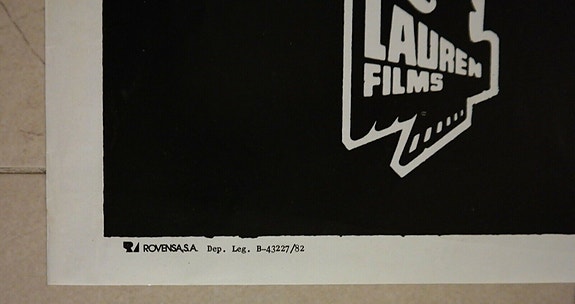 LAUREN
FILMS
ROVENSA,S.A. Dep. Leg. B-43227/82